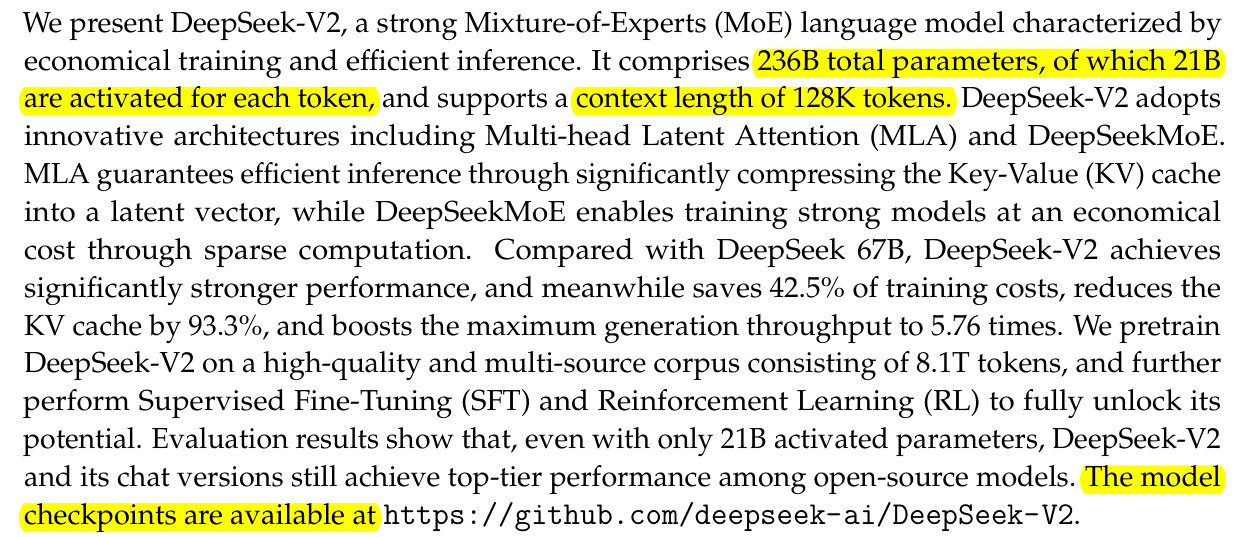 We present DeepSeek-V2, a strong Mixture-of-Experts (MoE) language model characterized by
economical training and efficient inference. It comprises 236B total parameters, of which 21B
are activated for each token, and supports a context length of 128K tokens. DeepSeek-V2 adopts
innovative architectures including Multi-head Latent Attention (MLA) and DeepSeekMoE.
MLA guarantees efficient inference through significantly compressing the Key-Value (KV) cache
into a latent vector, while DeepSeekMoE enables training strong models at an economical
cost through sparse computation. Compared with DeepSeek 67B, DeepSeek-V2 achieves
significantly stronger performance, and meanwhile saves 42.5% of training costs, reduces the
KV cache by 93.3%, and boosts the maximum generation throughput to 5.76 times. We pretrain
DeepSeek-V2 on a high-quality and multi-source corpus consisting of 8.1T tokens, and further
perform Supervised Fine-Tuning (SFT) and Reinforcement Learning (RL) to fully unlock its
potential. Evaluation results show that, even with only 21B activated parameters, DeepSeek-V2
and its chat versions still achieve top-tier performance among open-source models. The model
checkpoints are available at https://github.com/deepseek-ai/DeepSeek-V2.